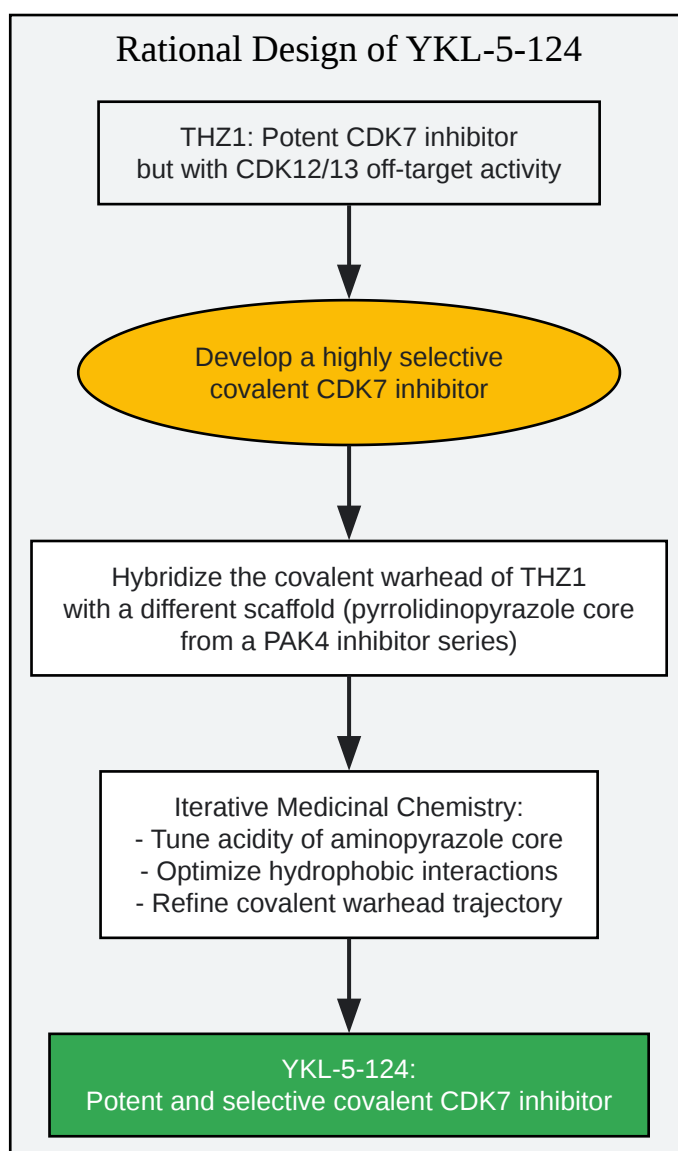 Rational Design of YKL-5-124
THZ1: Potent CDK7 inhibitor
but with CDK12/13 off-target activity
Develop a highly selective
covalent CDK7 inhibitor
Hybridize the covalent warhead of THZ1
with a different scaffold (pyrrolidinopyrazole core
from a PAK4 inhibitor series)
Iterative Medicinal Chemistry:
- Tune acidity of aminopyrazole core
- Optimize hydrophobic interactions
- Refine covalent warhead trajectory
YKL-5-124:
Potent and selective covalent CDK7 inhibitor